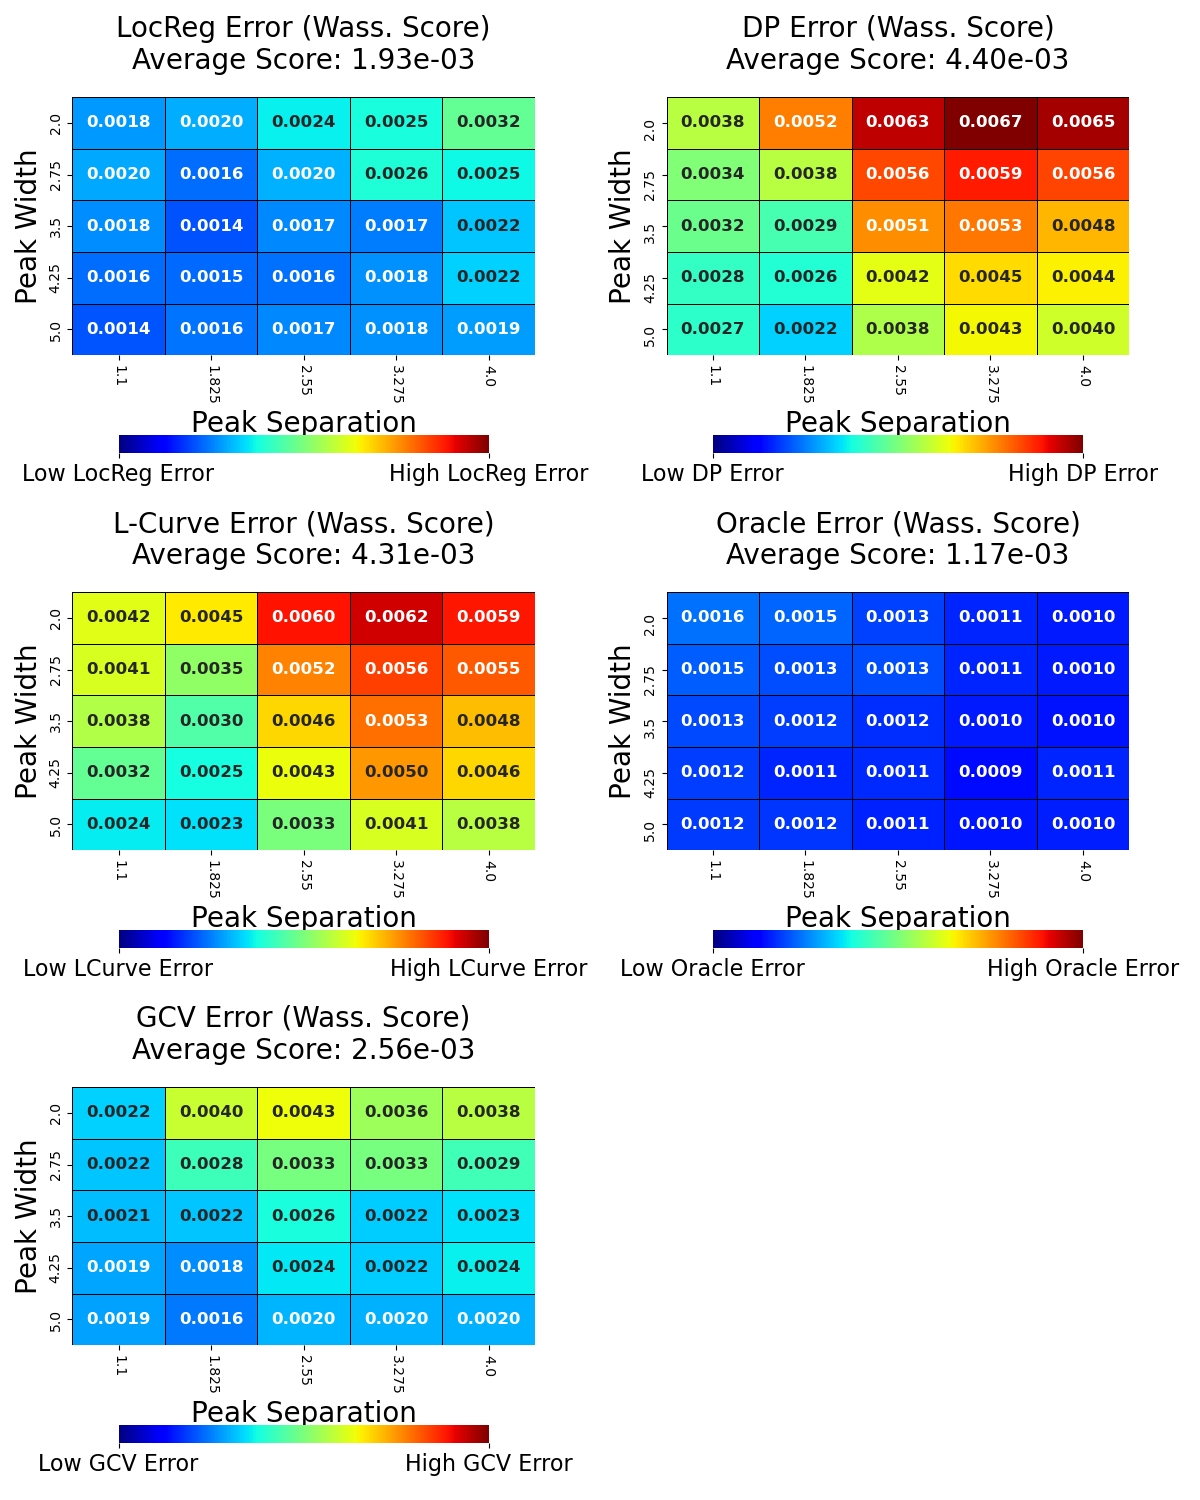 LocReg Error (Wass. Score)
Average Score: 1.93e-03
Peak Width
2.0
0.0018 0.0020 0.0024 0.0025 0.0032
2.75
0.0020 0.0016 0.0020 0.0026 0.0025
3.5
0.0018 0.0014 0.0017 0.0017 0.0022
4.25
0.0016 0.0015 0.0016 0.0018 0.0022
5.0
0.0014 0.0016 0.0017 0.0018 0.0019
1.1 1.825 2.55 3.275 4.0
Peak Separation
Low LocReg Error High LocReg Error
DP Error (Wass. Score)
Average Score: 4.40e-03
Peak Width
2.0
0.0038 0.0052 0.0063 0.0067 0.0065
2.75
0.0034 0.0038 0.0056 0.0059 0.0056
3.5
0.0032 0.0029 0.0051 0.0053 0.0048
4.25
0.0028 0.0026 0.0042 0.0045 0.0044
5.0
0.0027 0.0022 0.0038 0.0043 0.0040
1.1 1.825 2.55 3.275 4.0
Peak Separation
Low DP Error High DP Error
L-Curve Error (Wass. Score)
Average Score: 4.31e-03
Peak Width
2.0
0.0042 0.0045 0.0060 0.0062 0.0059
2.75
0.0041 0.0035 0.0052 0.0056 0.0055
3.5
0.0038 0.0030 0.0046 0.0053 0.0048
4.25
0.0032 0.0025 0.0043 0.0050 0.0046
5.0
0.0024 0.0023 0.0033 0.0041 0.0038
1.1 1.825 2.55 3.275 4.0
Peak Separation
Low LCurve Error High LCurve Error
Oracle Error (Wass. Score)
Average Score: 1.17e-03
Peak Width
2.0
0.0016 0.0015 0.0013 0.0011 0.0010
2.75
0.0015 0.0013 0.0013 0.0011 0.0010
3.5
0.0013 0.0012 0.0012 0.0010 0.0010
4.25
0.0012 0.0011 0.0011 0.0009 0.0011
5.0
0.0012 0.0012 0.0011 0.0010 0.0010
1.1 1.825 2.55 3.275 4.0
Peak Separation
Low Oracle Error High Oracle Error
GCV Error (Wass. Score)
Average Score: 2.56e-03
Peak Width
2.0
0.0022 0.0040 0.0043 0.0036 0.0038
2.75
0.0022 0.0028 0.0033 0.0033 0.0029
3.5
0.0021 0.0022 0.0026 0.0022 0.0023
4.25
0.0019 0.0018 0.0024 0.0022 0.0024
5.0
0.0019 0.0016 0.0020 0.0020 0.0020
1.1 1.825 2.55 3.275 4.0
Peak Separation
Low GCV Error High GCV Error